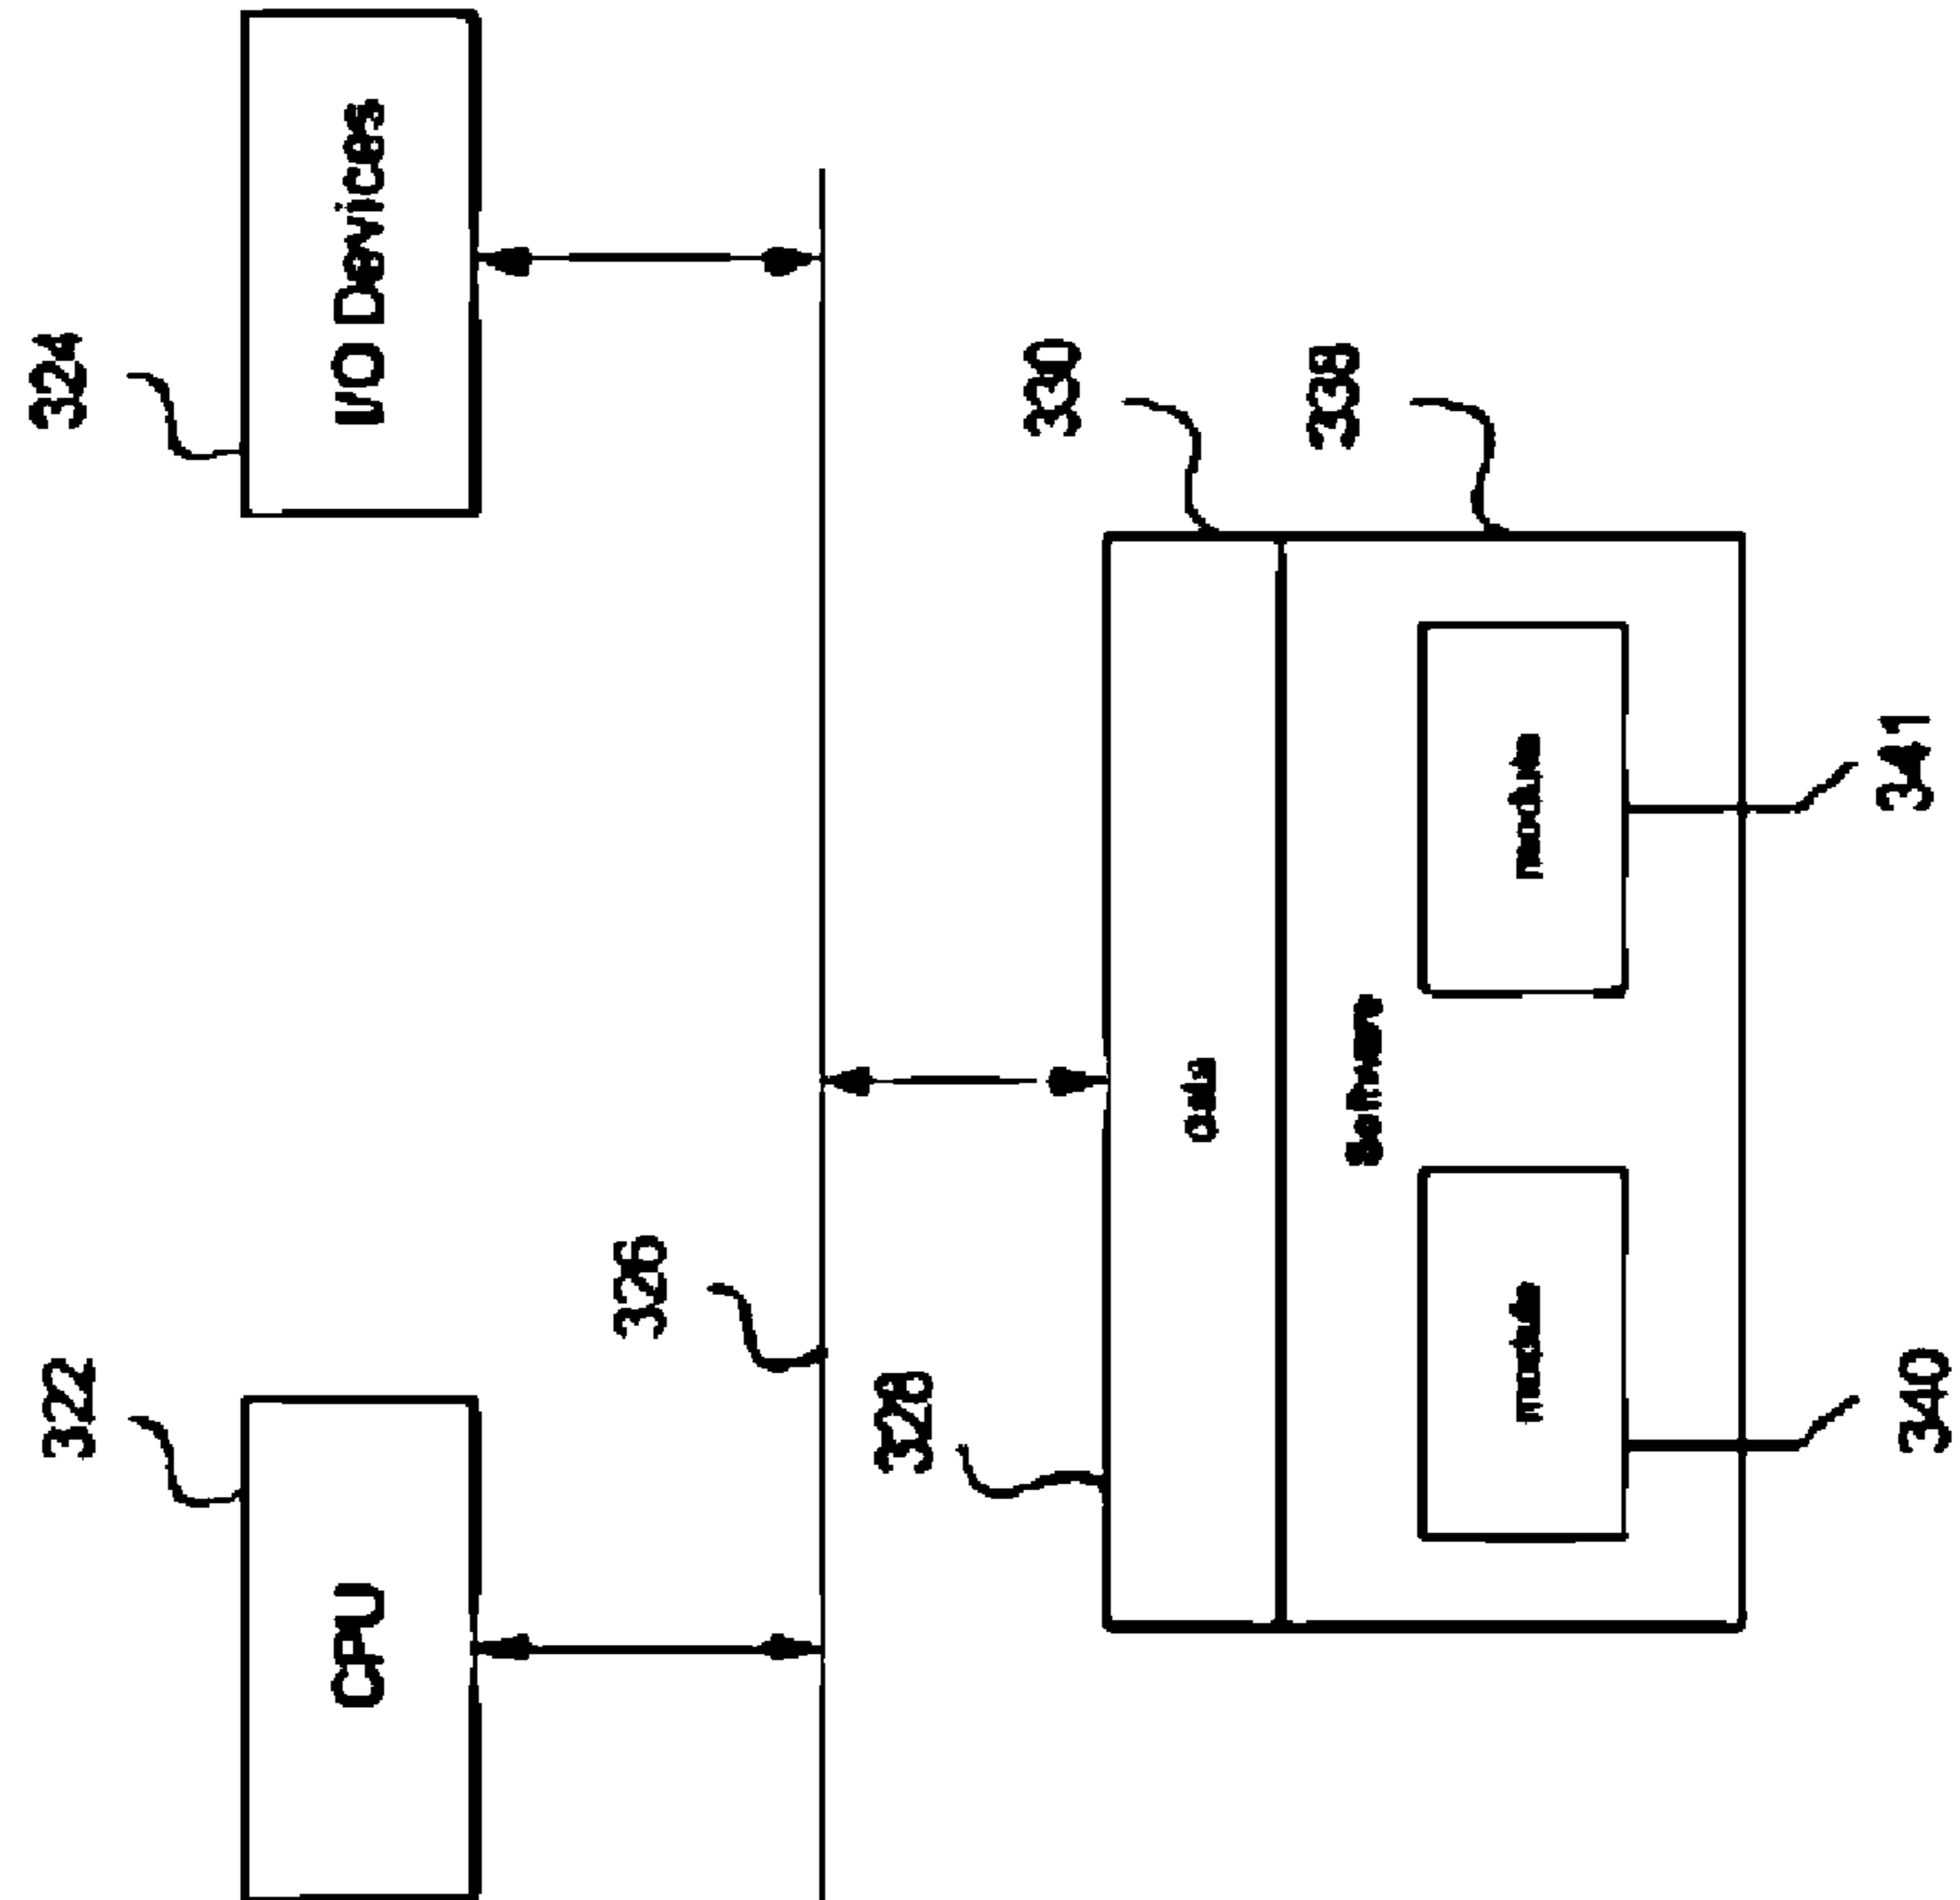 322
324
CPU
I/O Devices
326
328
330
data
338
Software
module
module
340
341